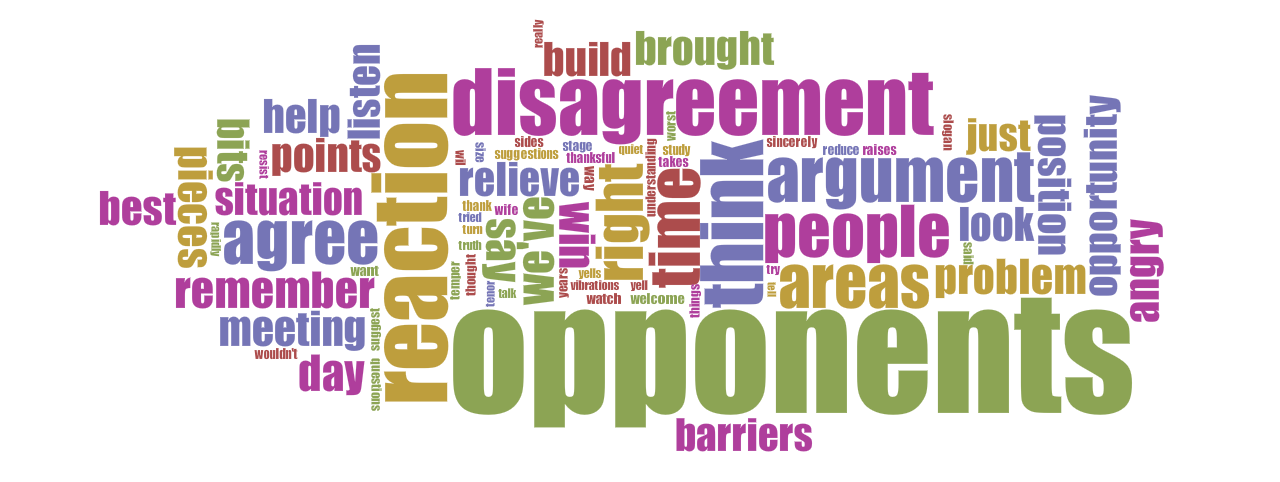 really
build
brought
listen
reaction
disagreement
help
bits
points
resist
pieces
situation
best
agree
rapidly
want
remember
meeting
suggest
wouldn't
day
questions
sides
suggestions
stage
thanksful
quiet
study
worst
understanding
takes
will
size
relieve
way
thank
wife
tried
turn
truth
say
we've
win
right
time
think
temper
thought
tenor
talk
years
yells
vibrations
yell
watch
welcome
things
sincerely
reduce
raises
slogan
just
position
opportunity
argument
people
look
said
try
tell
areas
problem
angry
opponents
barriers